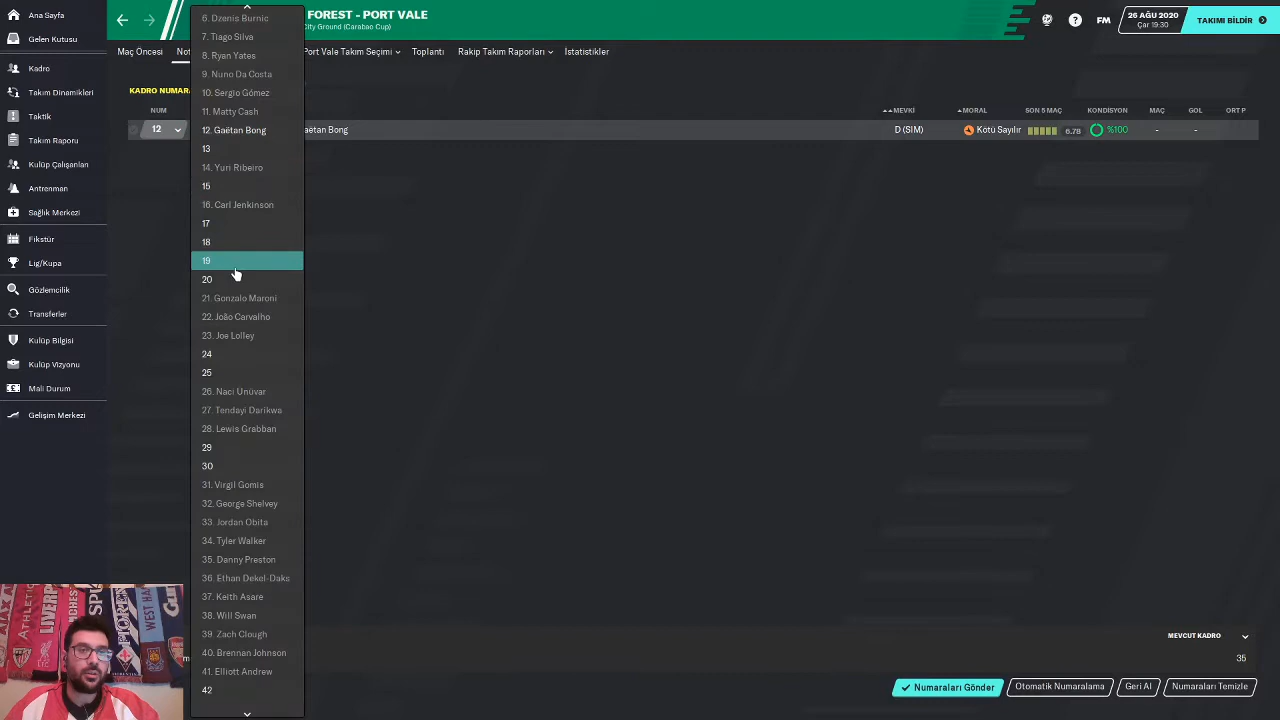 Ana Sayfa
Gelen Kutusu
Kadro
Takım Dinamikleri
Taktik
Takım Raporu
Kulüp Çalışanları
Antrenman
Sağlık Merkezi
Fikstür
Lig/Kupa
Gözlemcilik
Transferler
Kulüp Bilgisi
Kulüp Vizyonu
Mali Durum
Gelişim Merkezi
FOREST - PORT VALE
City Ground (Carabao Cup)
FM
26 AĞU 2020
Çar 19:30
TAKIMI BİLDİR
Maç Öncesi
Port Vale Takım Seçimi
Toplantı
Rakip Takım Raporları
İstatistikler
KADRO NUMARA
NUM
MEVKİ
MORAL
SON 5 MAÇ
KONDİSYON
MAÇ
GOL
ORT P
12
aëtan Bong
D (SIM)
Kötü Sayılır
6.78
%100
-
-
-
6. Dzenis Burnic
7. Tiago Silva
8. Ryan Yates
9. Nuno Da Costa
10. Sergio Gómez
11. Matty Cash
12. Gaëtan Bong
13
14. Yuri Ribeiro
15
16. Carl Jenkinson
17
18
19
20
21. Gonzalo Maroni
22. João Carvalho
23. Joe Lolley
24
25
26. Naci Ünüvar
27. Tendayi Darikwa
28. Lewis Grabban
29
30
31. Virgil Gomis
32. George Shelvey
33. Jordan Obita
34. Tyler Walker
35. Danny Preston
36. Ethan Dekel-Daks
37. Keith Asare
38. Will Swan
39. Zach Clough
40. Brennan Johnson
41. Elliott Andrew
42
MEVCUT KADRO
35
Numaraları Gönder
Otomatik Numaralama
Geri Al
Numaraları Temizle
ATHLETIC
LIVERP
SPU
FIOREN
WEST HAM